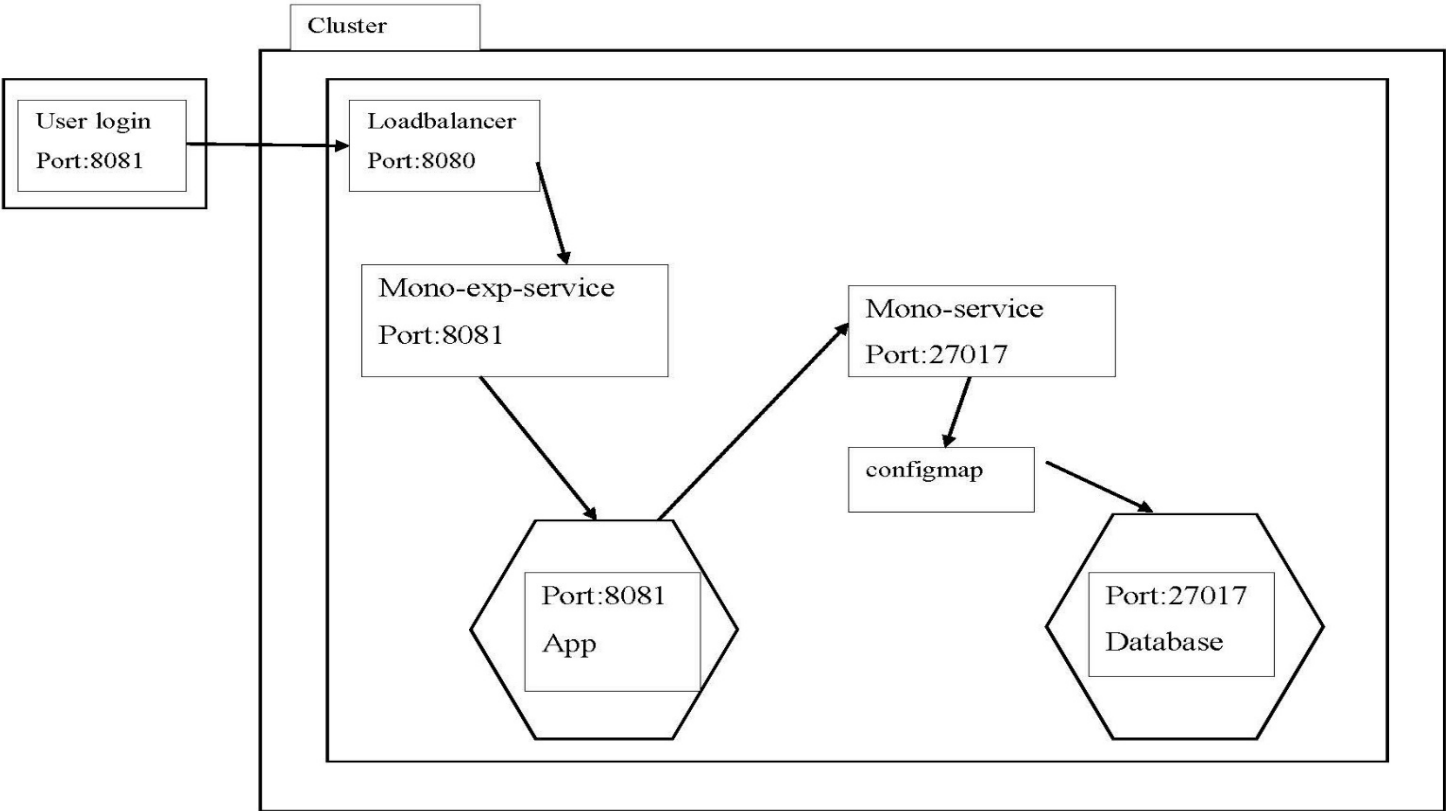 Cluster
User login
Port:8081
Loadbalancer
Port:8080
Mono-exp-service
Port:8081
Mono-service
Port:27017
configmap
Port:8081
App
Port:27017
Database